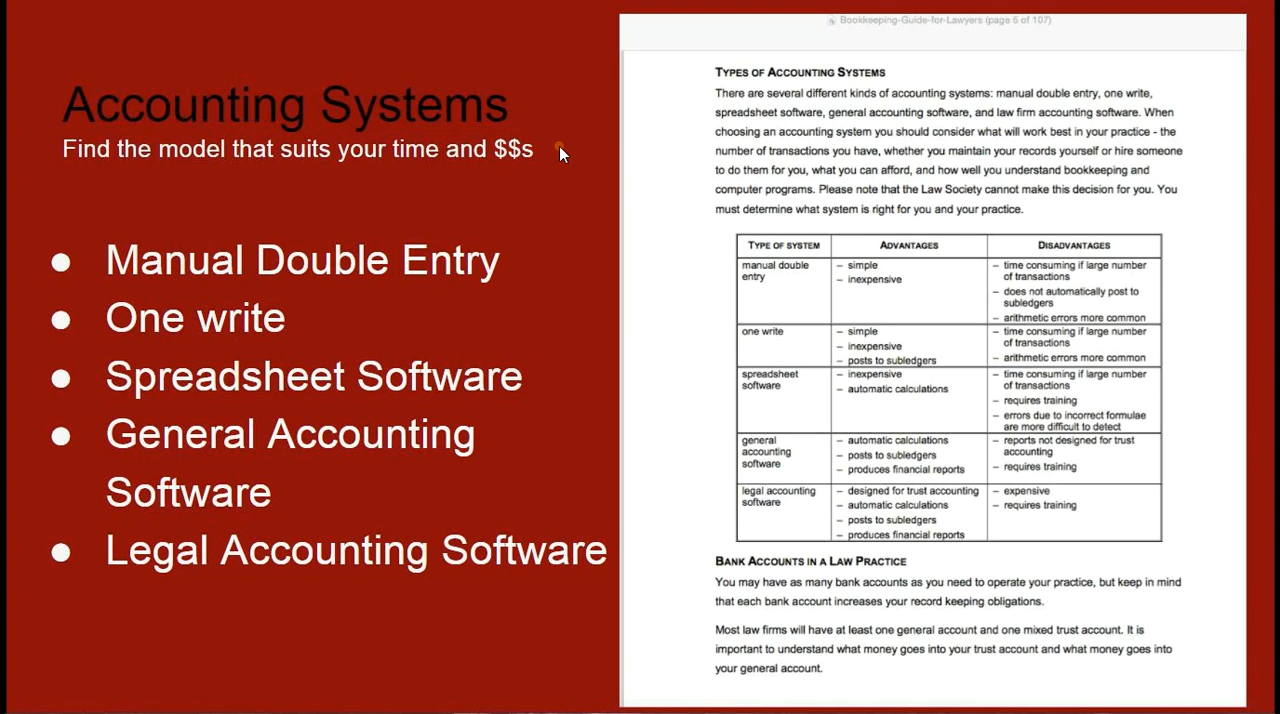 Accounting Systems
Find the model that suits your time and $$s
● Manual Double Entry
● One write
● Spreadsheet Software
● General Accounting
Software
● Legal Accounting Software
Bookkeeping-Guide-for-Lawyers (page 5 of 107)
TYPES OF ACCOUNTING SYSTEMS
There are several different kinds of accounting systems: manual double entry, one write,
spreadsheet software, general accounting software, and law firm accounting software. When
choosing an accounting system you should consider what will work best in your practice - the
number of transactions you have, whether you maintain your records yourself or hire someone
to do them for you, what you can afford, and how well you understand bookkeeping and
computer programs. Please note that the Law Society cannot make this decision for you. You
must determine what system is right for you and your practice.
TYPE OF SYSTEM ADVANTAGES DISADVANTAGES
manual double
entry
– simple
– inexpensive
– time consuming if large number
of transactions
– does not automatically post to
subledgers
– arithmetic errors more common
one write
– simple
– inexpensive
– posts to subledgers
– time consuming if large number
of transactions
– arithmetic errors more common
spreadsheet
software
– inexpensive
– automatic calculations
– time consuming if large number
of transactions
– requires training
– errors due to incorrect formulae
are more difficult to detect
general
accounting
software
– automatic calculations
– posts to subledgers
– produces financial reports
– reports not designed for trust
accounting
– requires training
legal accounting
software
– designed for trust accounting
– automatic calculations
– posts to subledgers
– produces financial reports
– expensive
– requires training
BANK ACCOUNTS IN A LAW PRACTICE
You may have as many bank accounts as you need to operate your practice, but keep in mind
that each bank account increases your record keeping obligations.
Most law firms will have at least one general account and one mixed trust account. It is
important to understand what money goes into your trust account and what money goes into
your general account.